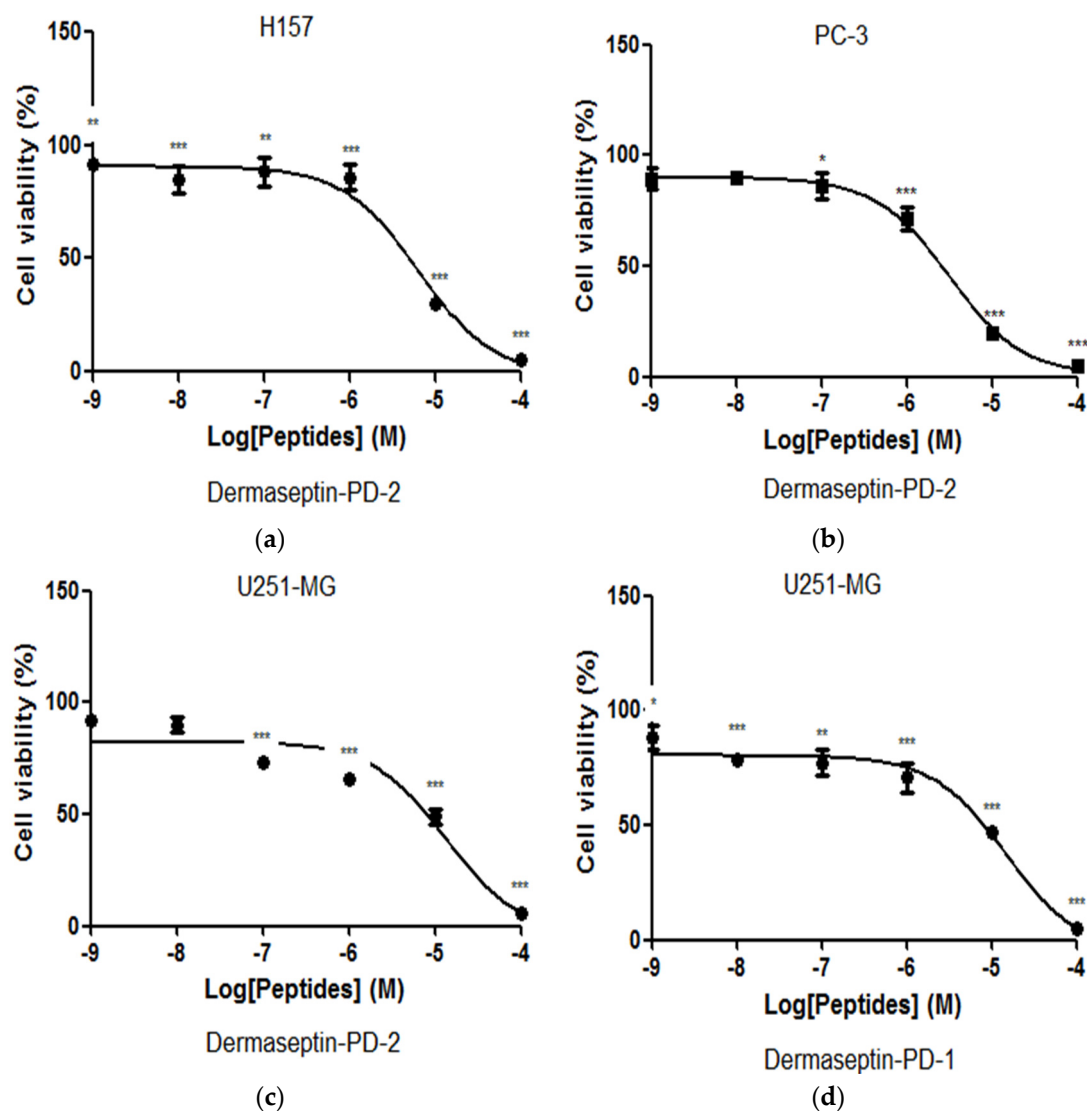 H157
150
100
50
0
Cell viability (%)
** *** ** *** *** ***
-9 -8 -7 -6 -5 -4
Log[Peptides] (M)
Dermaseptin-PD-2
(a)
PC-3
150
100
50
0
Cell viability (%)
* *** *** ***
-9 -8 -7 -6 -5 -4
Log[Peptides] (M)
Dermaseptin-PD-2
(b)
U251-MG
150
100
50
0
Cell viability (%)
*** *** *** ***
-9 -8 -7 -6 -5 -4
Log[Peptides] (M)
Dermaseptin-PD-2
(c)
U251-MG
150
100
50
0
Cell viability (%)
* *** ** *** *** ***
-9 -8 -7 -6 -5 -4
Log[Peptides] (M)
Dermaseptin-PD-1
(d)